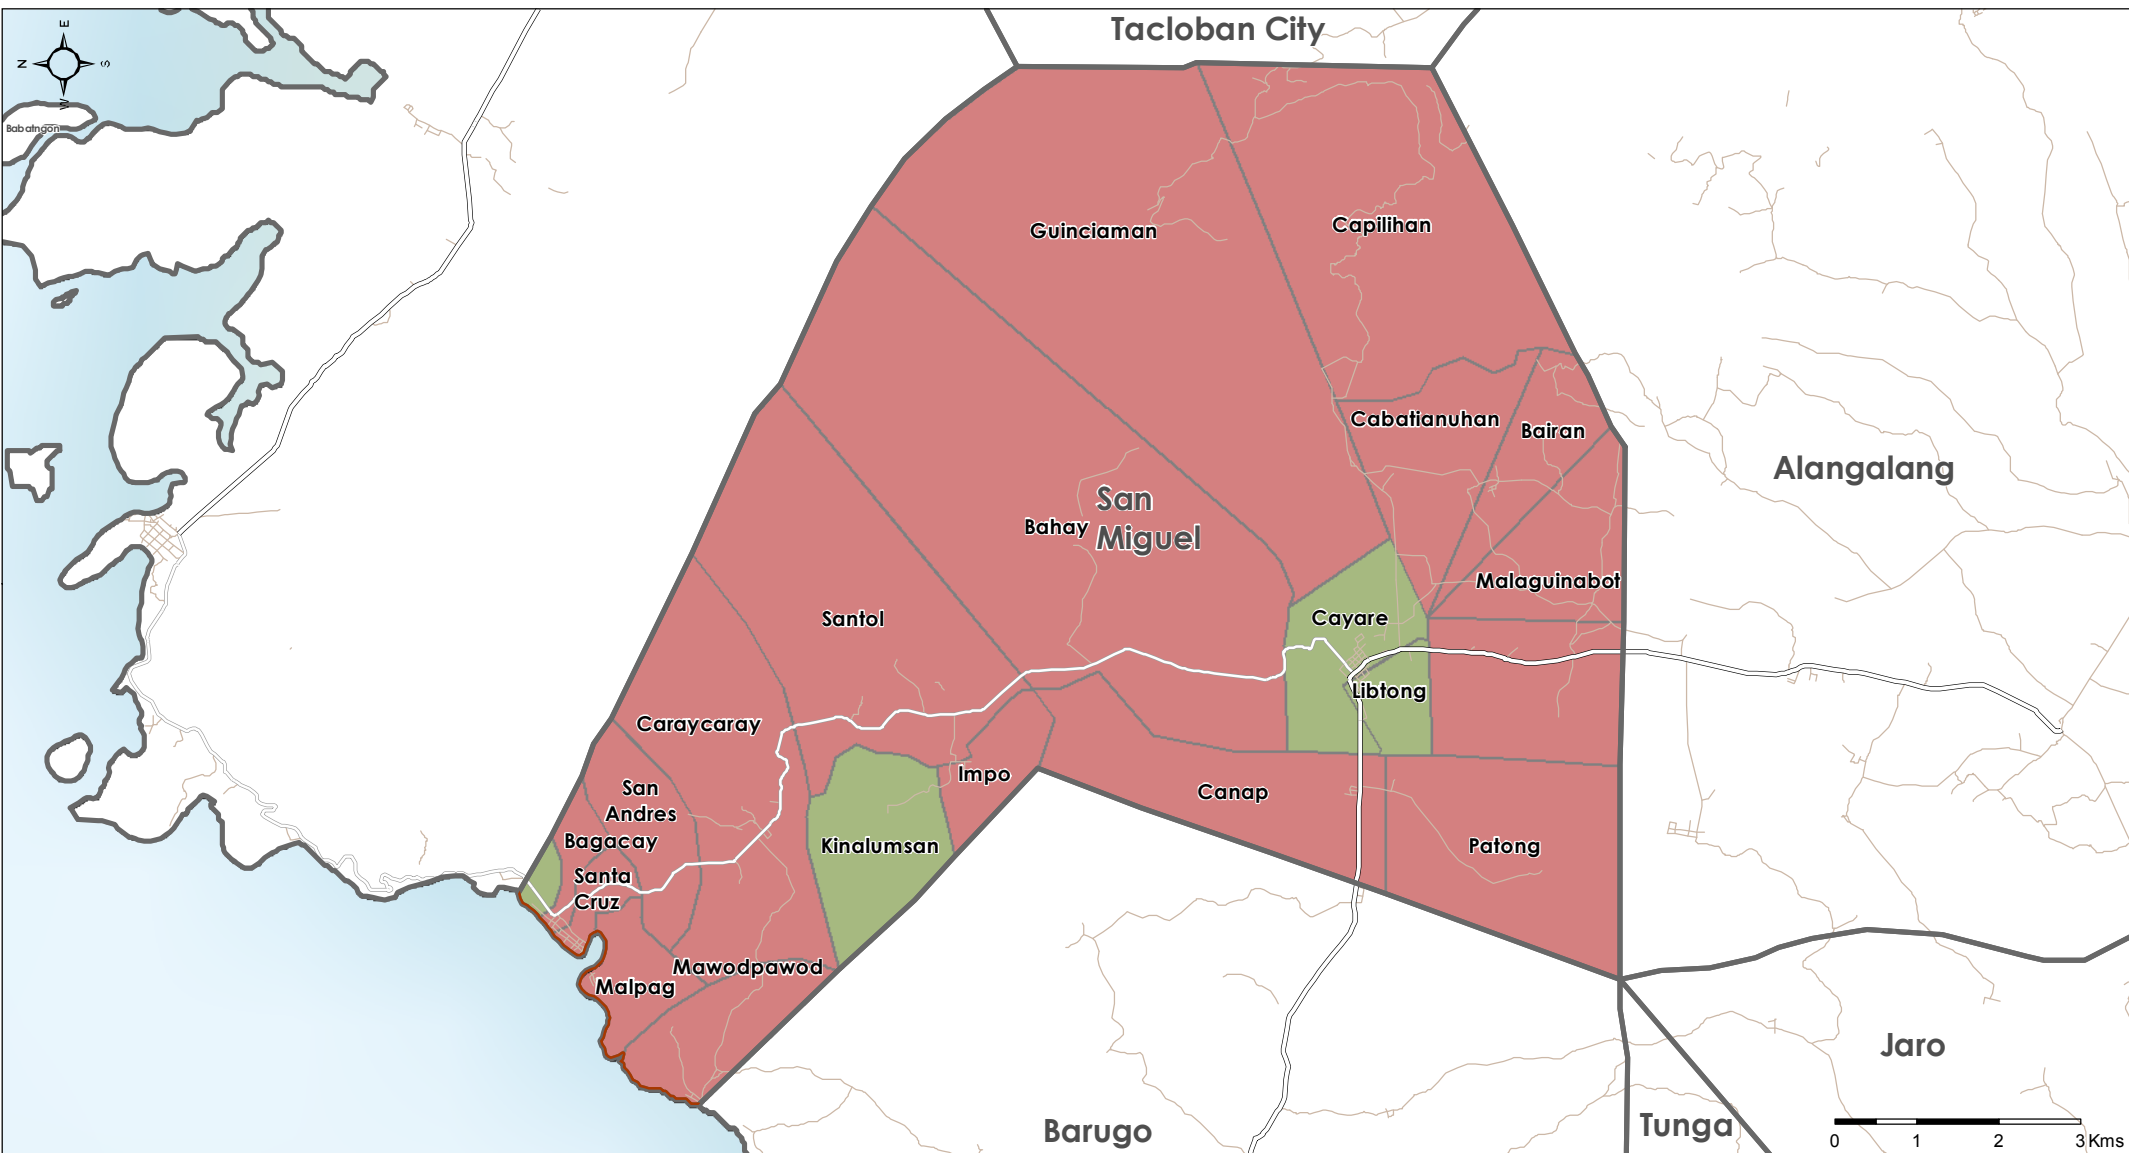 Tacloban City
E
N
S
W
Babatngon
Guinciaman
Capilihan
Cabatianuhan
Bairan
Alangalang
San
Miguel
Bahay
Malaguinabot
Santol
Cayare
Libtong
Caraycaray
Impo
San
Andres
Canap
Bagacay
Kinalumsan
Patong
Santa
Cruz
Mawodpawod
Malpag
Jaro
Barugo
Tunga
0 1 2 3 Kms